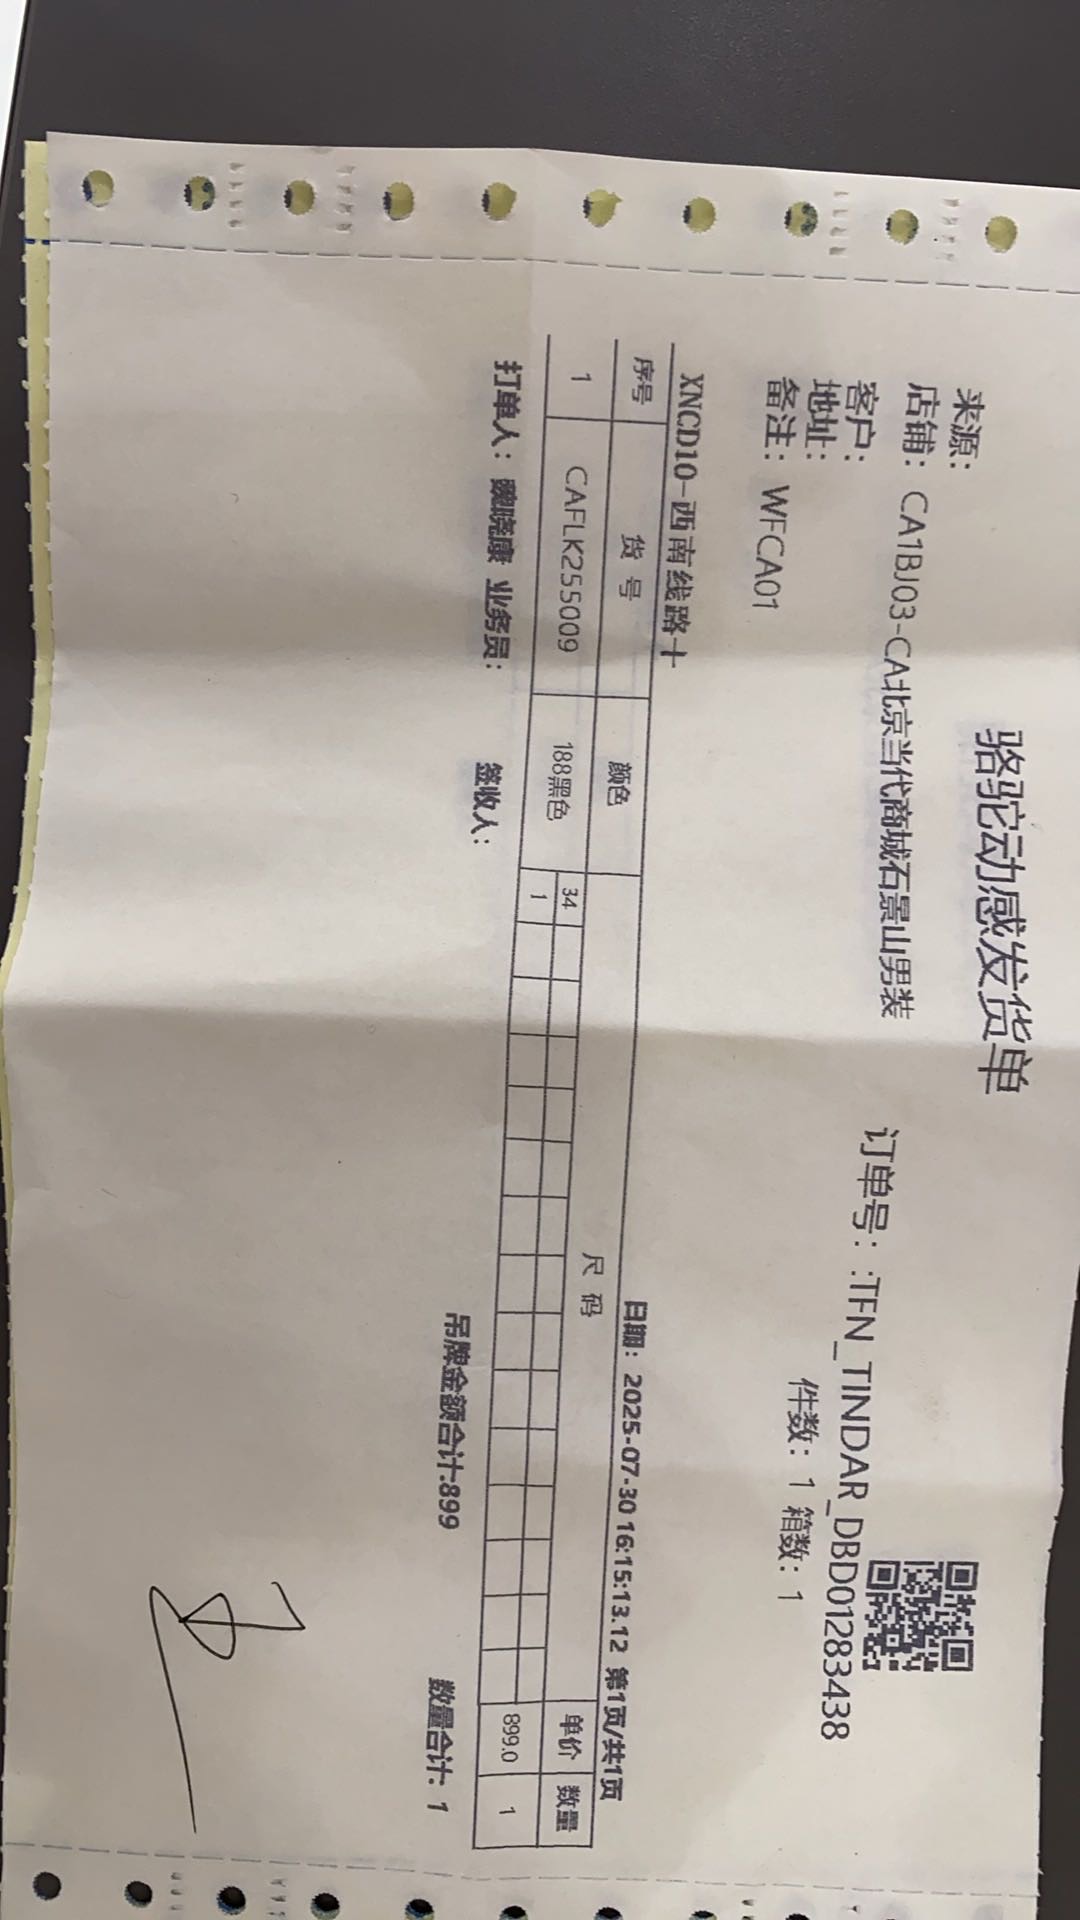 骆驼动感发货单
来源：
店铺：CA1BJ03-CA北京当代商城石景山男装
订单号：:TFN_TINDAR_DBD01283438
客户：
地址：
件数：1 箱数：1
备注：WFCA01
XNCD10-西南线路十
日期：2025-07-30 16:15:13.12 第1页/共1页
序号 货号 颜色 尺码 单价 数量
34
1 CAFLK255009 188黑色 1 899.0 1
打单人：魏晓康 业务员： 签收人： 吊牌金额合计:899 数量合计: 1